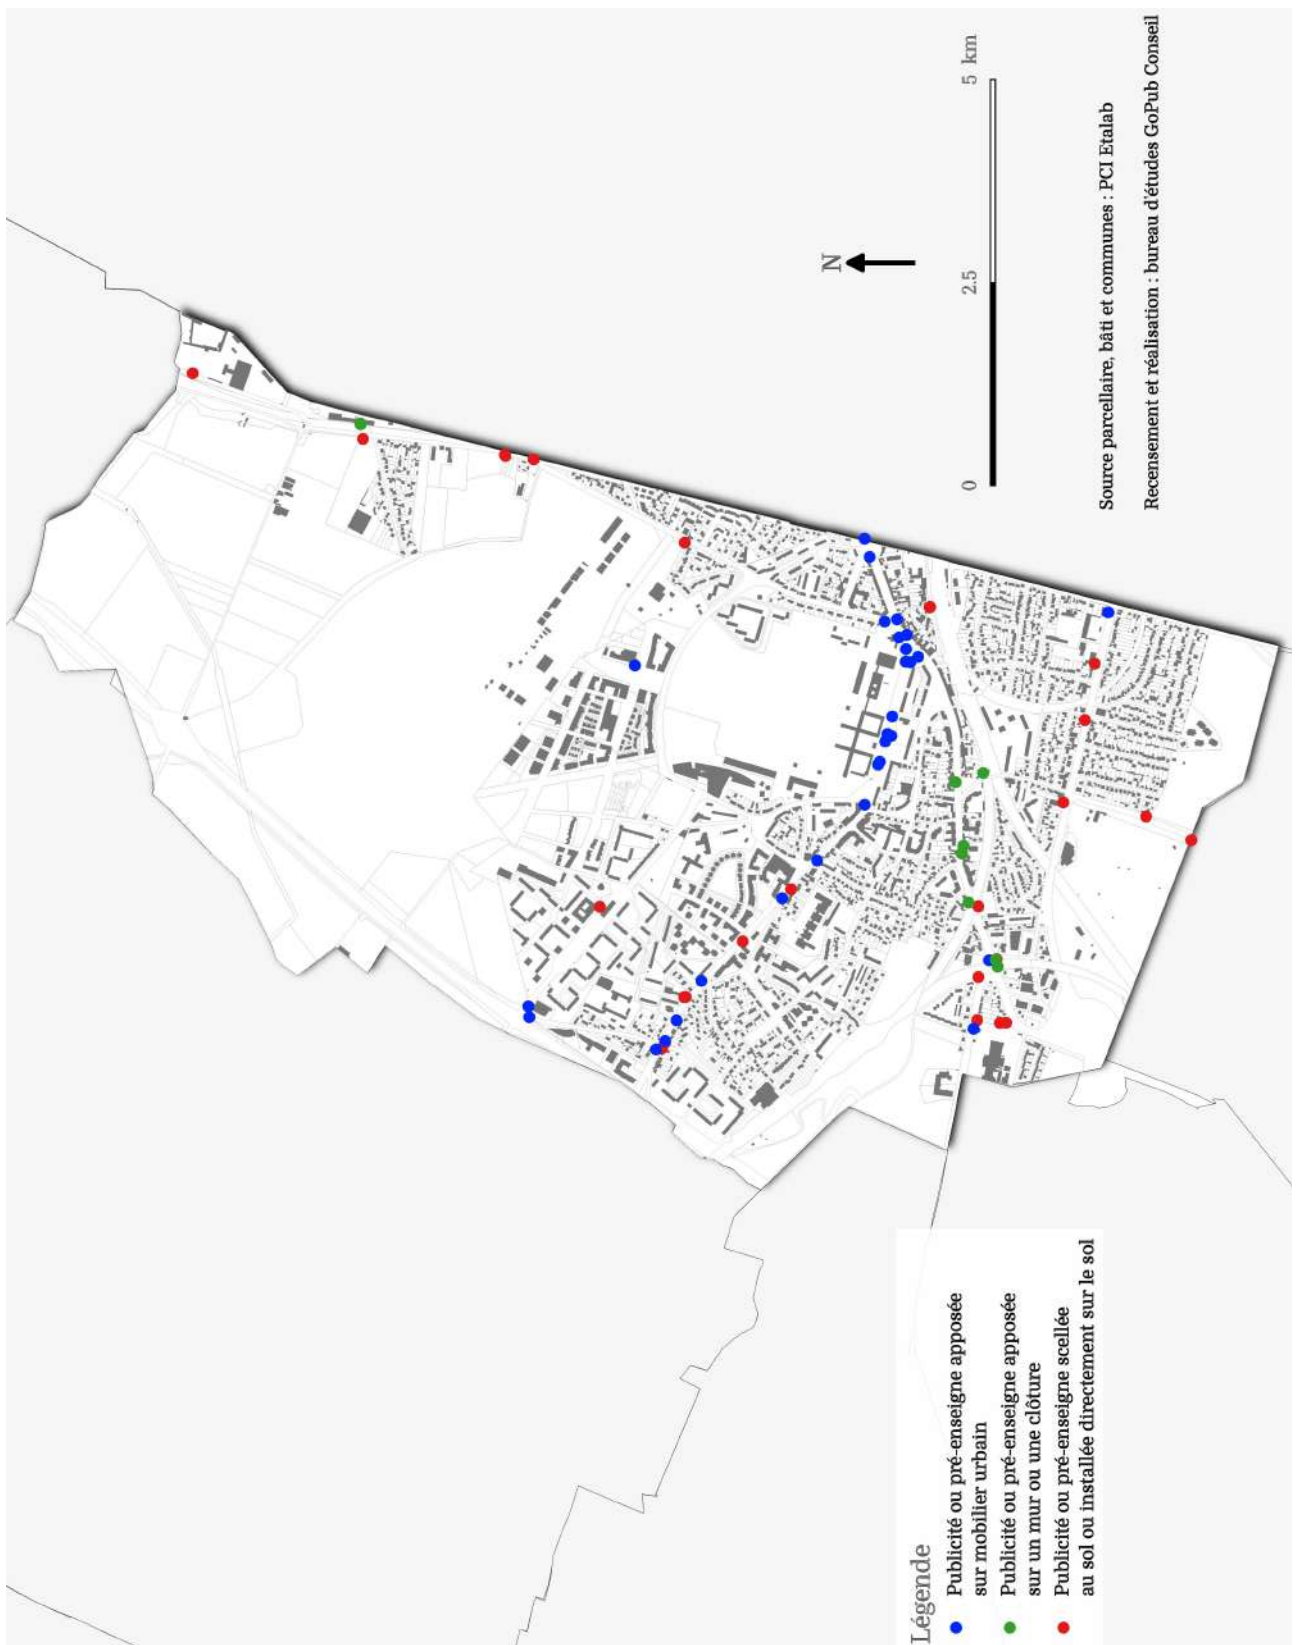 Légende
Publicité ou pré-enseigne apposée
sur mobilier urbain
Publicité ou pré-enseigne apposée
sur un mur ou une clôture
Publicité ou pré-enseigne scellée
au sol ou installée directement sur le sol
N
0 2.5 5 km
Source parcellaire, bâti et communes : PCI Etalab
Recensement et réalisation : bureau d'études GoPub Conseil